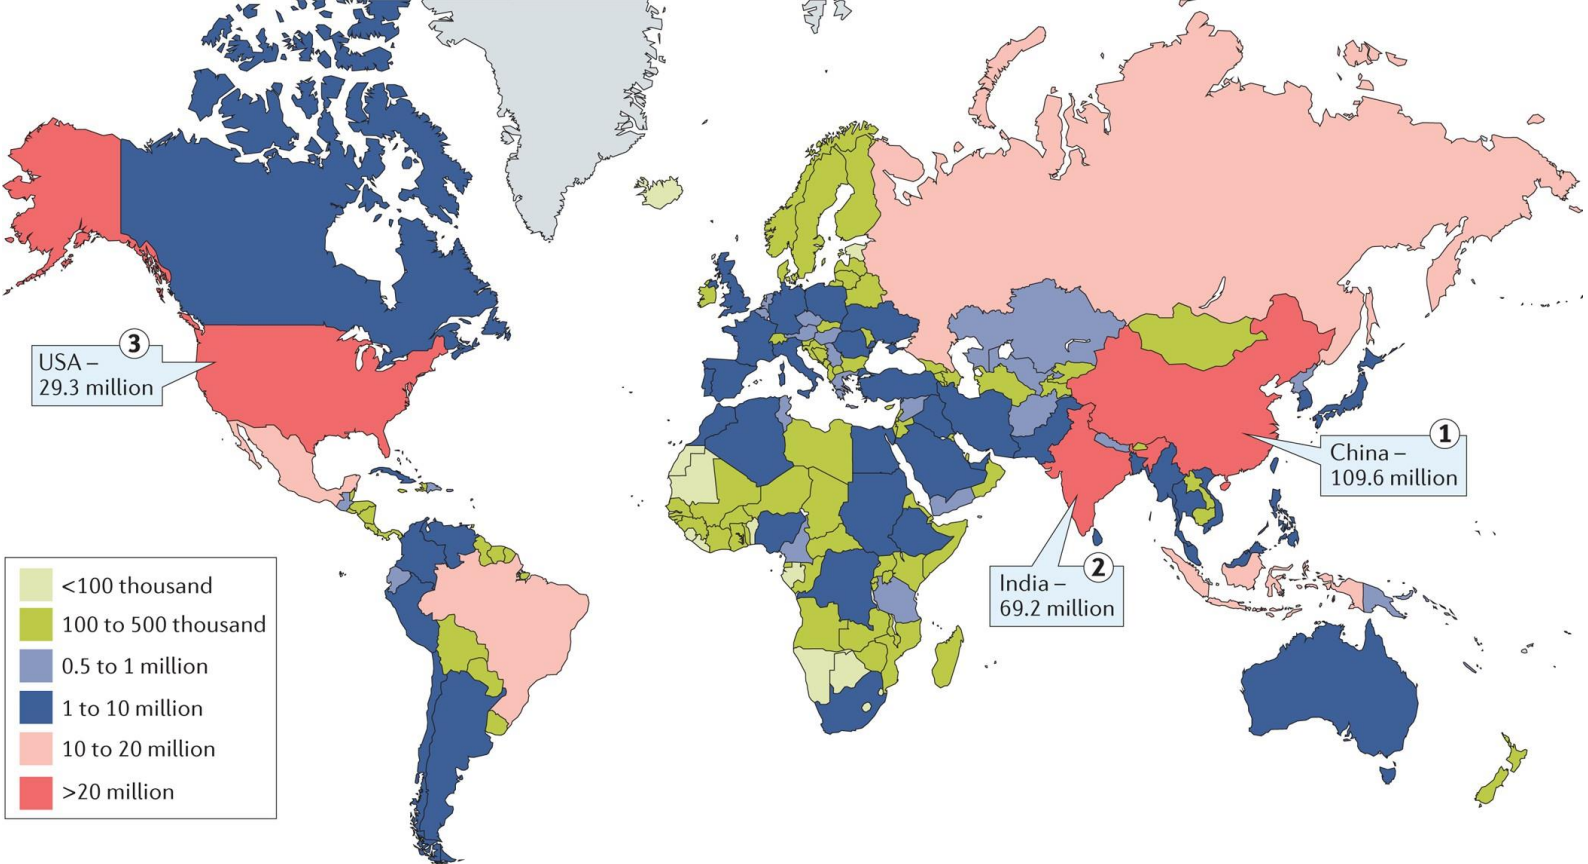 3
USA –
29.3 million
1
China –
109.6 million
2
India –
69.2 million
<100 thousand
100 to 500 thousand
0.5 to 1 million
1 to 10 million
10 to 20 million
>20 million